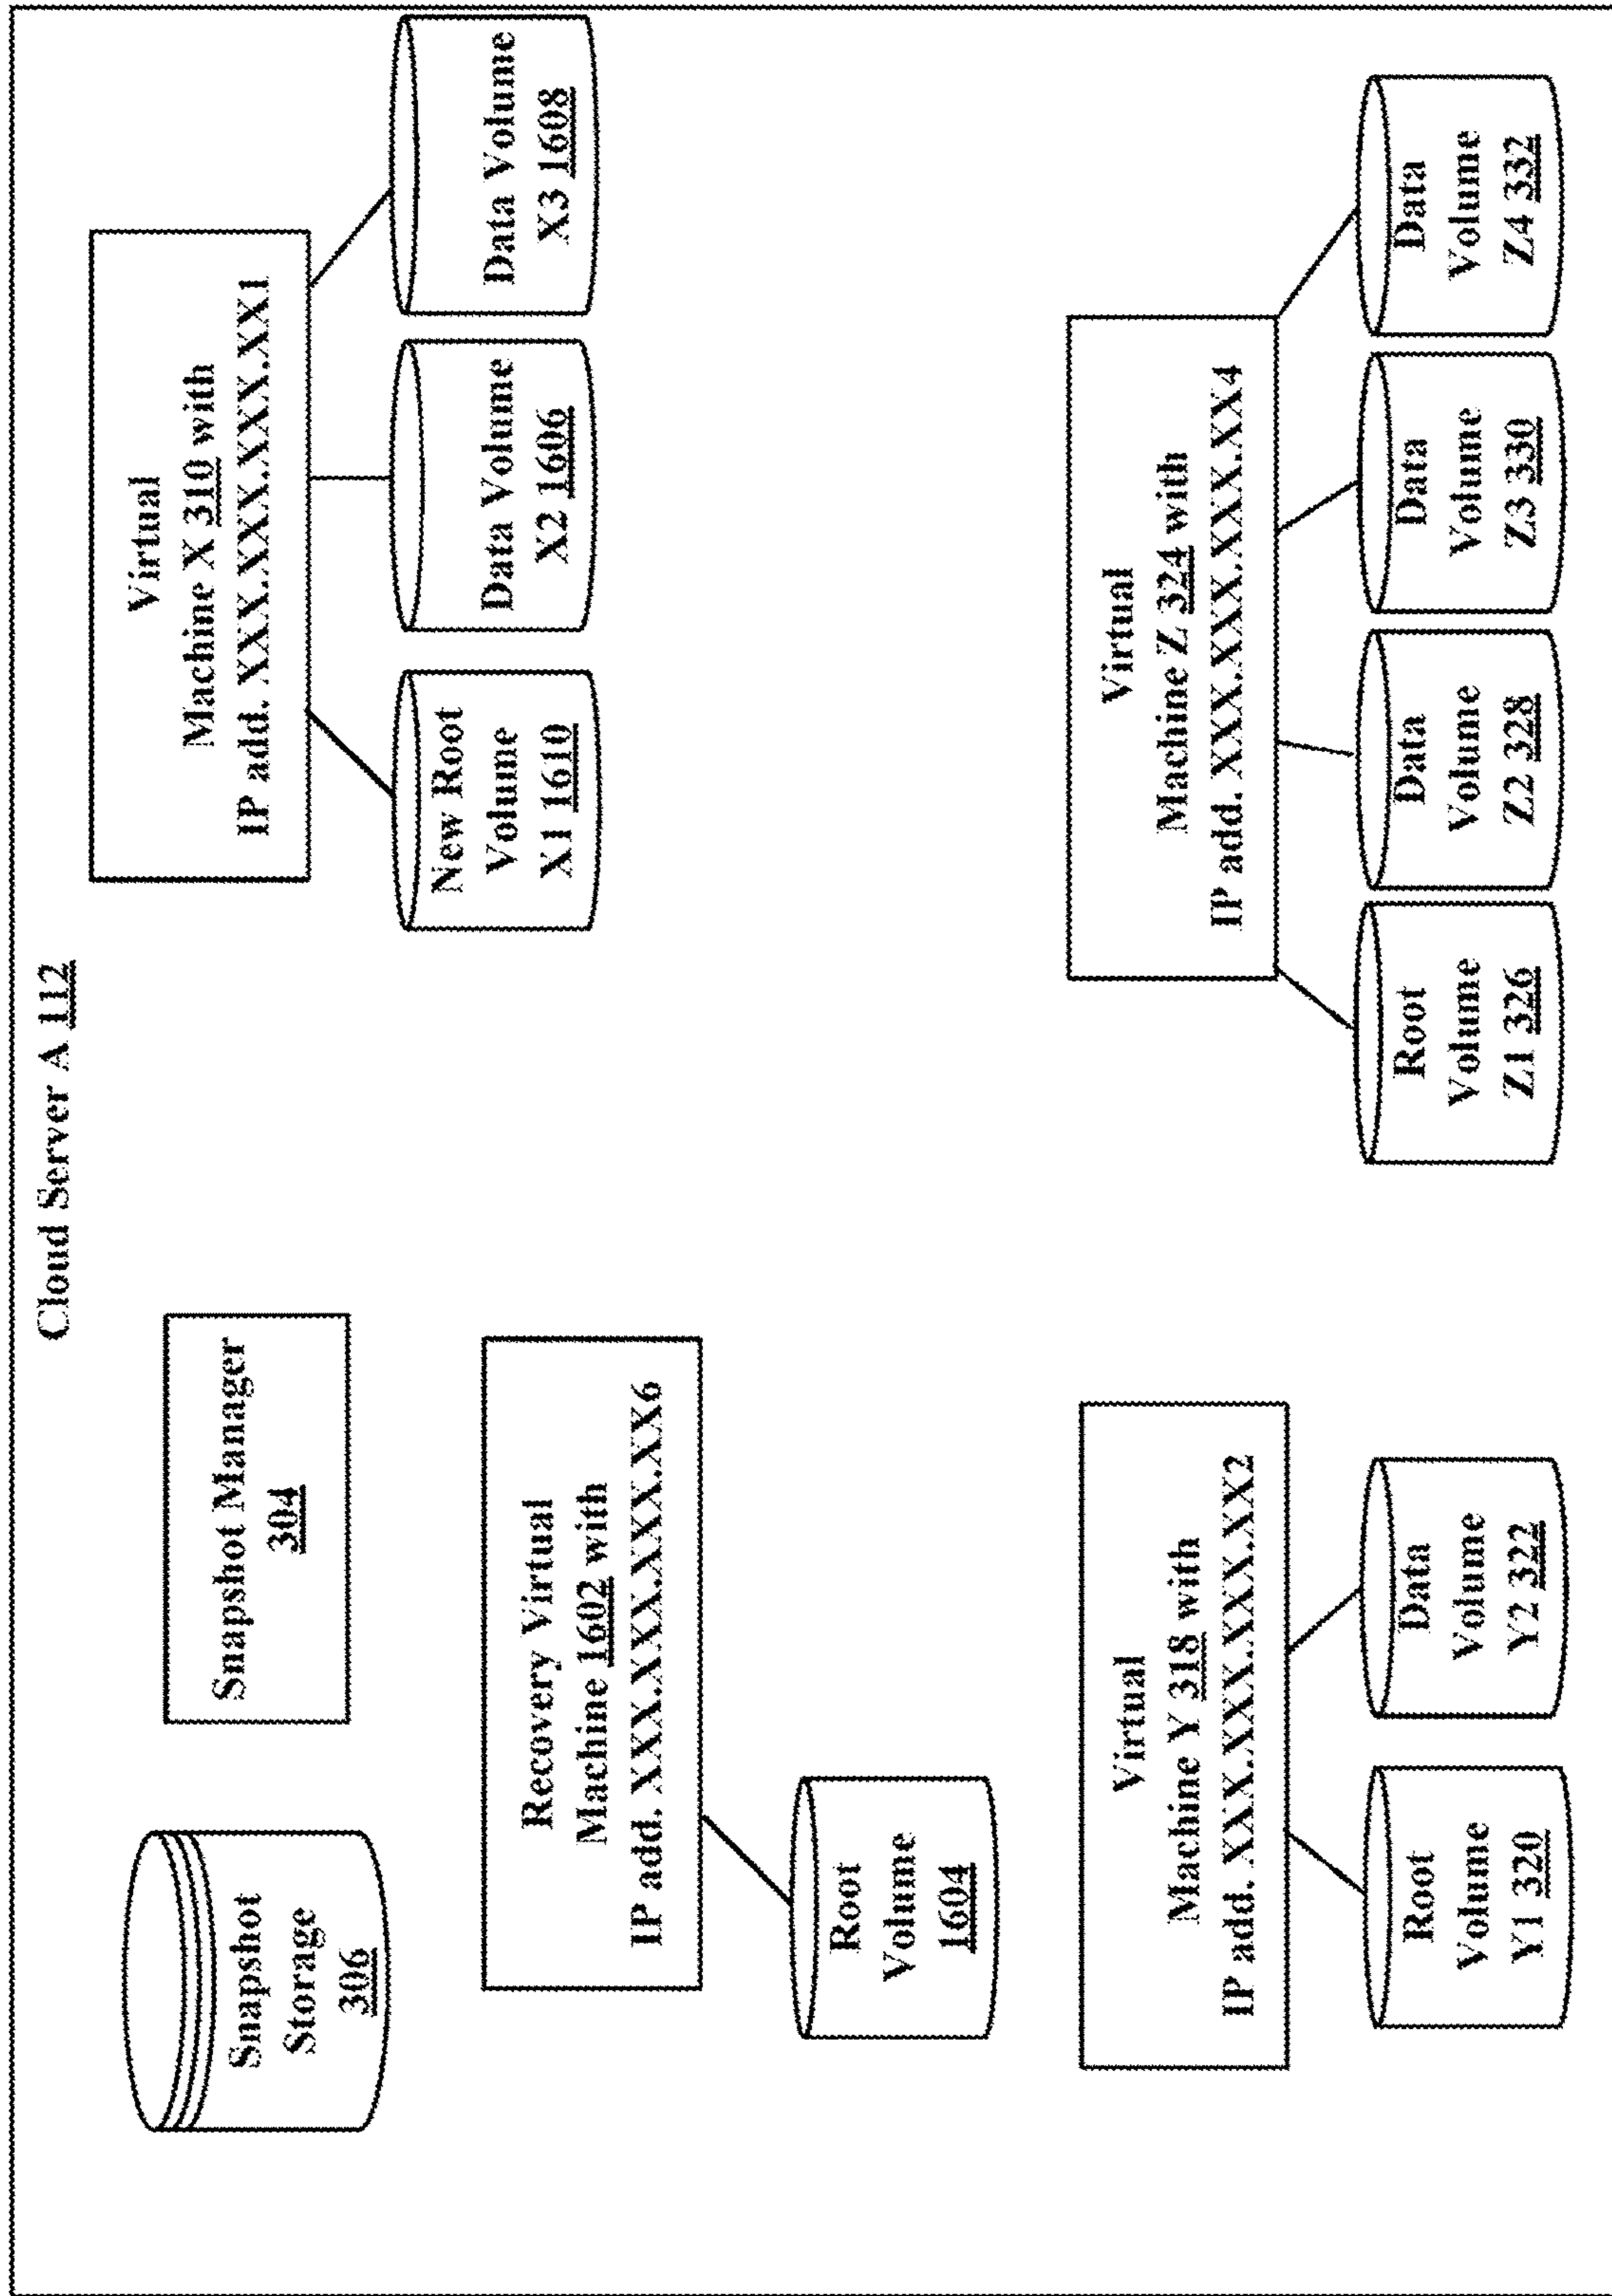 Cloud Server A 112
Snapshot
Storage
306
Snapshot Manager
304
Virtual
Machine X 310 with
IP add. XXX.XXX.XXX.XX1
New Root
Volume
X1 1610
Data Volume
X2 1606
Data Volume
X3 1608
Recovery Virtual
Machine 1602 with
IP add. XXX.XXX.XXX.XX6
Root
Volume
1604
Virtual
Machine Y 318 with
IP add. XXX.XXX.XXX.XX2
Root
Volume
Y1 320
Data
Volume
Y2 322
Virtual
Machine Z 324 with
IP add. XXX.XXX.XXX.XX4
Root
Volume
Z1 326
Data
Volume
Z2 328
Data
Volume
Z3 330
Data
Volume
Z4 332